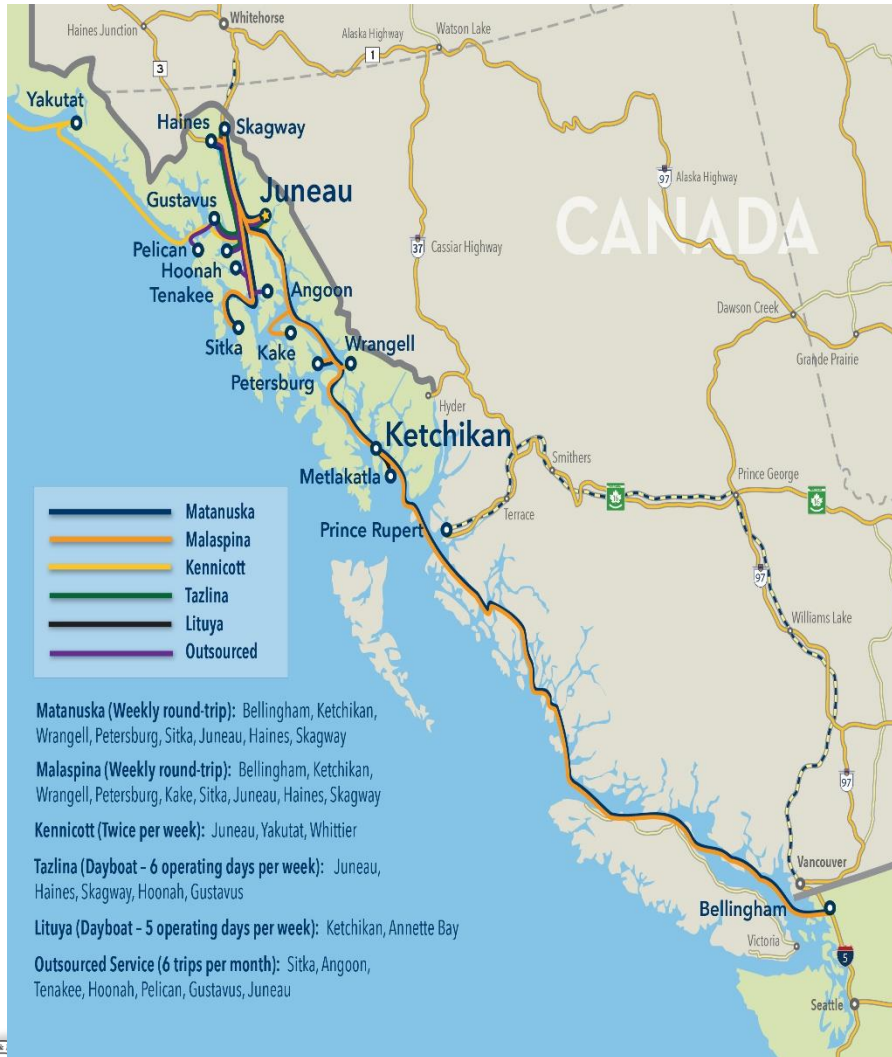 Haines Junction
Whitehorse
Alaska Highway
1
Watson Lake
3
Yakutat
Haines
Skagway
97
Alaska Highway
Juneau
CANADA
Gustavus
37
Cassiar Highway
Pelican
Hoonah
Tenakee
Angoon
Dawson Creek
Sitka
Kake
Wrangell
Grande Prairie
Petersburg
Hyder
Ketchikan
Smithers
Metlakatla
Prince George
Terrace
Prince Rupert
Matanuska
Malaspina
Kennicott
Tazlina
Lituya
Outsourced
97
Williams Lake
Matanuska (Weekly round-trip): Bellingham, Ketchikan,
Wrangell, Petersburg, Sitka, Juneau, Haines, Skagway
Malaspina (Weekly round-trip): Bellingham, Ketchikan,
Wrangell, Petersburg, Kake, Sitka, Juneau, Haines, Skagway
Kennicott (Twice per week): Juneau, Yakutat, Whittier
Tazlina (Dayboat – 6 operating days per week): Juneau,
Haines, Skagway, Hoonah, Gustavus
Lituya (Dayboat – 5 operating days per week): Ketchikan, Annette Bay
Outsourced Service (6 trips per month): Sitka, Angoon,
Tenakee, Hoonah, Pelican, Gustavus, Juneau
97
Vancouver
Bellingham
Victoria
5
Seattle